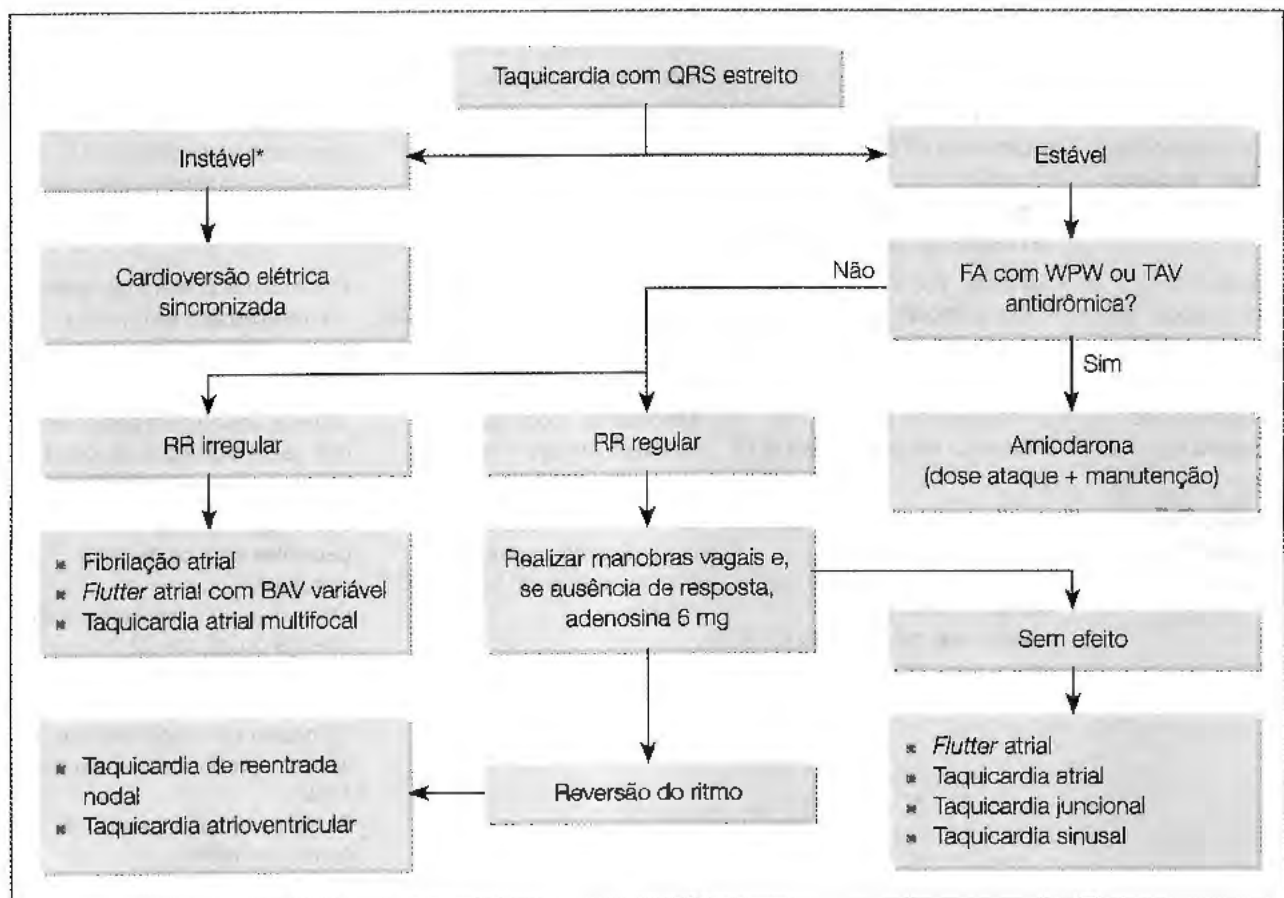 Taquicardia com QRS estreito
Instável*
Estável
Cardioversão elétrica
sincronizada
Não
FA com WPW ou TAV
antidrômica?
Sim
RR irregular
RR regular
Amiodarona
(dose ataque + manutenção)
Fibrilação atrial
Flutter atrial com BAV variável
Taquicardia atrial multifocal
Realizar manobras vagais e,
se ausência de resposta,
adenosina 6 mg
Sem efeito
Taquicardia de reentrada
nodal
Taquicardia atrioventricular
Reversão do ritmo
Flutter atrial
Taquicardia atrial
Taquicardia juncional
Taquicardia sinusal